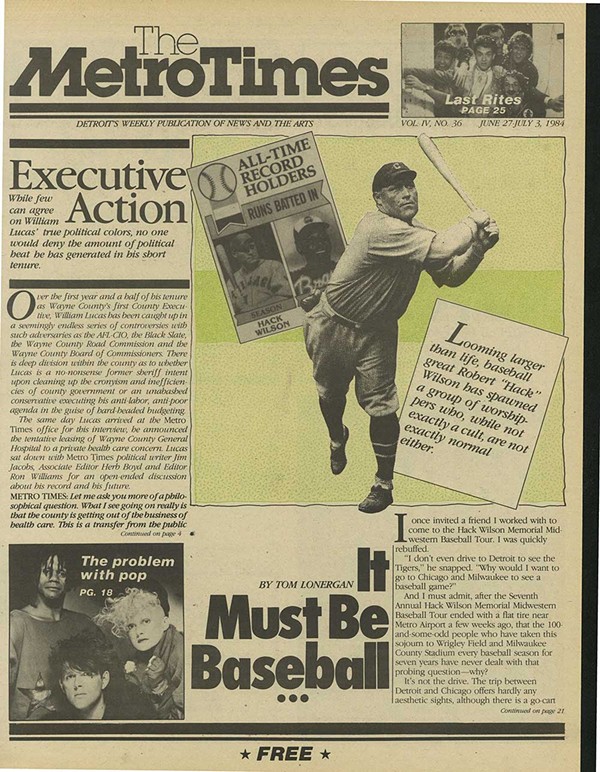 The
MetroTimes
Last Rites
PAGE 25
DETROIT'S WEEKLY PUBLICATION OF NEWS AND THE ARTS
VOL. IV, NO. 36 JUNE 27-JULY 3, 1984
Executive
Action
While few
can agree
on William
Lucas' true political colors, no one
would deny the amount of political
heat he has generated in his short
tenure.
Over the first year and a half of his tenure
as Wayne County's first County Execu-
tive, William Lucas has been caught up in
a seemingly endless series of controversies with
such adversaries as the AFL-CIO, the Black Slate,
the Wayne County Road Commission and the
Wayne County Board of Commissioners. There
is deep division within the county as to whether
Lucas is a no-nonsense former sheriff intent
upon cleaning up the cronyism and inefficien-
cies of county government or an unabashed
conservative executing his anti-labor, anti-poor
agenda in the guise of hard-headed budgeting.
The same day Lucas arrived at the Metro
Times office for this interview, he announced
the tentative leasing of Wayne County General
Hospital to a private health care concern. Lucas
sat down with Metro Times political writer Jim
Jacobs, Associate Editor Herb Boyd and Editor
Ron Williams for an open-ended discussion
about his record and his future.
METRO TIMES: Let me ask you more of a philo-
sophical question. What I see going on really is
that the county is getting out of the business of
health care. This is a transfer from the public
Continued on page 4
ALL-TIME
RECORD
HOLDERS
RUNS BATTED IN
SEASON
HACK
WILSON
Looming larger
than life, baseball
great Robert "Hack"
Wilson has spawned
a group of worship-
pers who, while not
exactly a cult, are not
exactly normal
either.
The problem
with pop
PG. 18
BY TOM LONERGAN
It
Must Be
Baseball
...
I once invited a friend I worked with to
come to the Hack Wilson Memorial Mid-
western Baseball Tour. I was quickly
rebuffed.
"I don't even drive to Detroit to see the
Tigers," he snapped. "Why would I want to
go to Chicago and Milwaukee to see a
baseball game?"
And I must admit, after the Seventh
Annual Hack Wilson Memorial Midwestern
Baseball Tour ended with a flat tire near
Metro Airport a few weeks ago, that the 100-
and-some-odd people who have taken this
sojourn to Wrigley Field and Milwaukee
County Stadium every baseball season for
seven years have never dealt with that
probing question—why?
It's not the drive. The trip between
Detroit and Chicago offers hardly any
aesthetic sights, although there is a go-cart
Continued on page 21
★ FREE ★